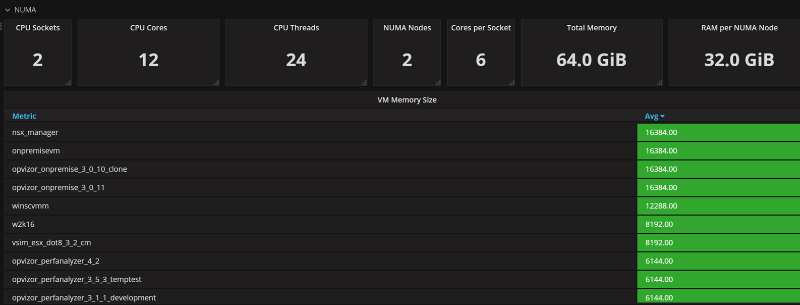 NUMA
CPU Sockets CPU Cores CPU Threads NUMA Nodes Cores per Socket Total Memory RAM per NUMA Node
2 12 24 2 6 64.0 GiB 32.0 GiB
VM Memory Size
Metric Avg
nsx_manager 16384.00
onpremisevm 16384.00
opvizor_onpremise_3_0_10_clone 16384.00
opvizor_onpremise_3_0_11 16384.00
winscvmm 12288.00
w2k16 8192.00
vsim_esx_dot8_3_2_cm 8192.00
opvizor_perfanalyzer_4_2 6144.00
opvizor_perfanalyzer_3_5_3_temptest 6144.00
opvizor_perfanalyzer_3_1_1_development 6144.00